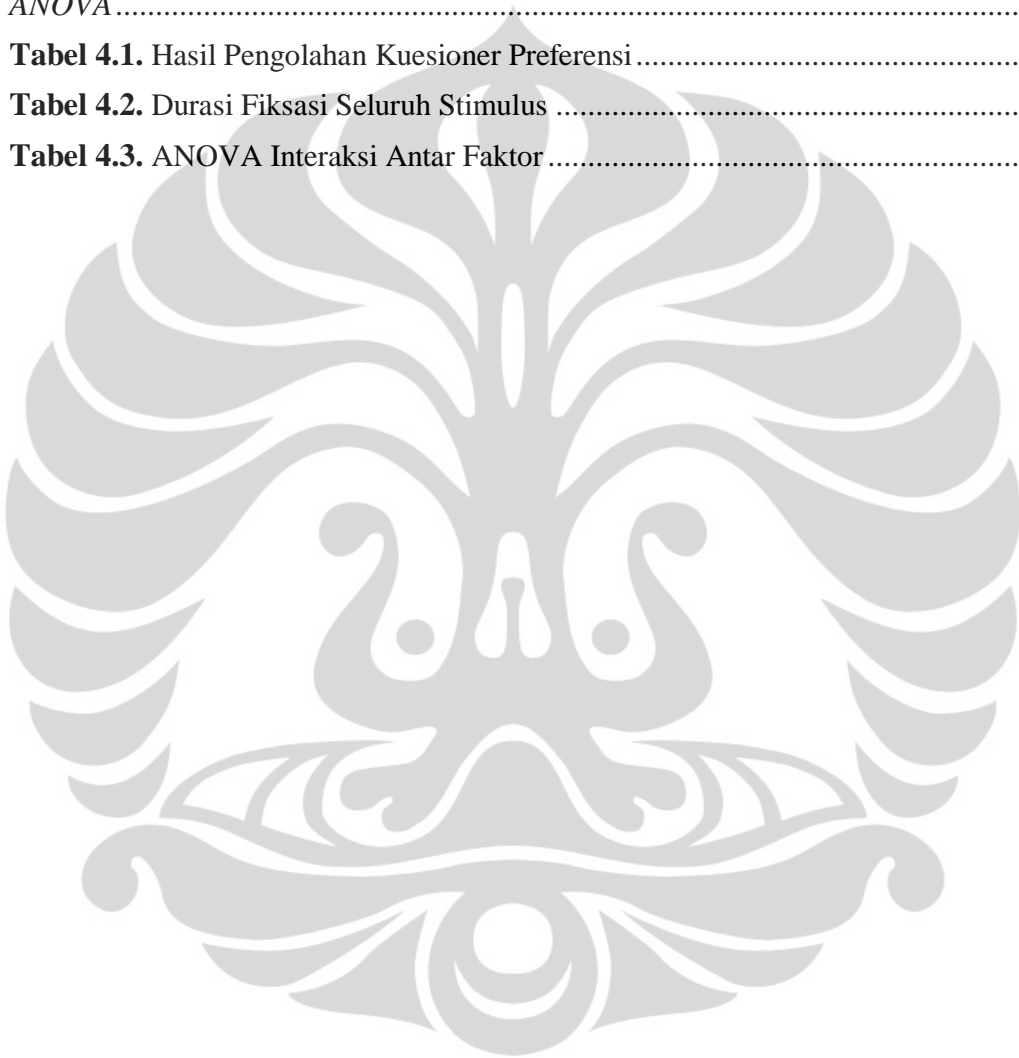 ANOVA....................................................................................................................
Tabel 4.1. Hasil Pengolahan Kuesioner Preferensi................................................
Tabel 4.2. Durasi Fiksasi Seluruh Stimulus ..........................................................
Tabel 4.3. ANOVA Interaksi Antar Faktor...........................................................